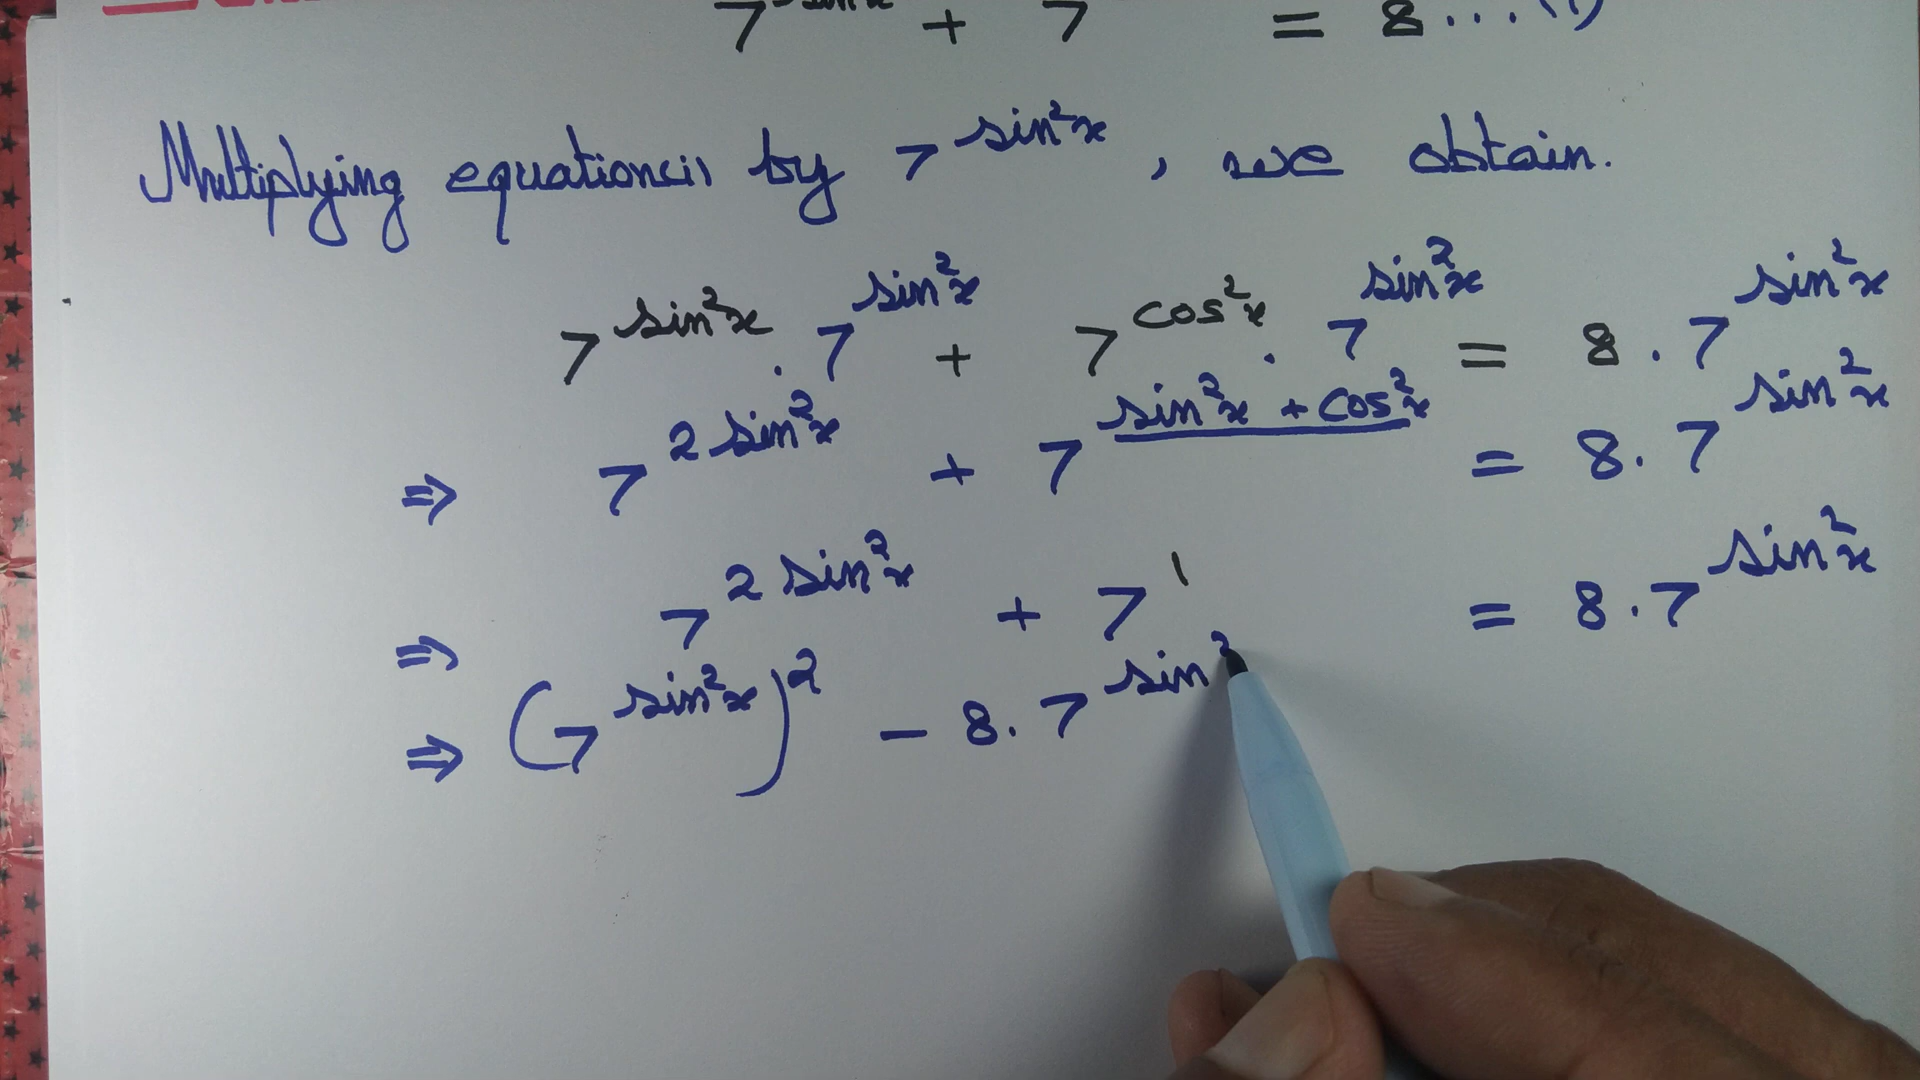 7 + 7 = 8 ...(1)
Multiplying equation(i) by 7^sin²x, we obtain.
7^sin²x . 7^sin²x + 7^cos²x . 7^sin²x = 8 . 7^sin²x
⇒ 7^2 sin²x + 7^sin²x + cos²x = 8 . 7^sin²x
⇒ 7^2 sin²x + 7^1 = 8 . 7^sin²x
⇒ (7^sin²x)² - 8 . 7^sin²